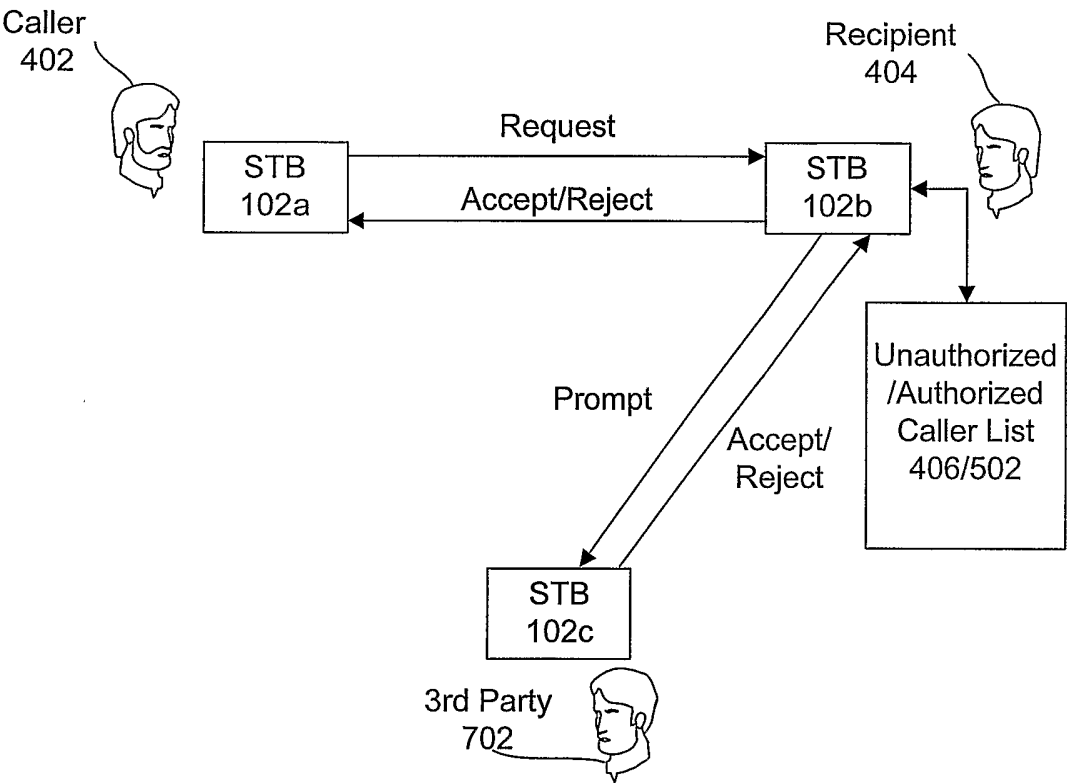 Caller
402
Recipient
404
Request
STB
102a
Accept/Reject
STB
102b
Unauthorized
/Authorized
Caller List
406/502
Prompt
Accept/
Reject
STB
102c
3rd Party
702